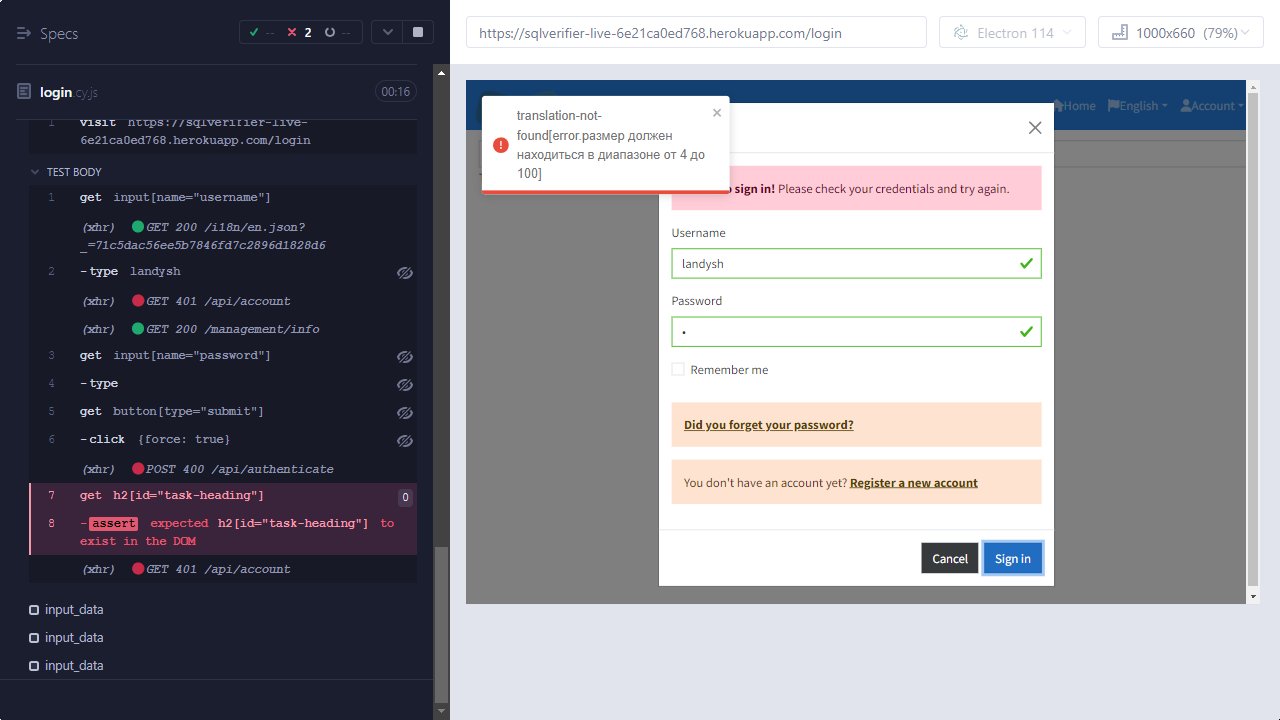 Specs
-- 2 --
login.cy.js 00:16
1 visit https://sqlverifier-live-
6e21ca0ed768.herokuapp.com/login
TEST BODY
1 get input[name="username"]
(xhr) GET 200 /i18n/en.json?
_=71c5dac56ee5b7846fd7c2896d1828d6
2 -type landysh
(xhr) GET 401 /api/account
(xhr) GET 200 /management/info
3 get input[name="password"]
4 -type
5 get button[type="submit"]
6 -click {force: true}
(xhr) POST 400 /api/authenticate
7 get h2[id="task-heading"] 0
8 -assert expected h2[id="task-heading"] to
exist in the DOM
(xhr) GET 401 /api/account
input_data
input_data
input_data
https://sqlverifier-live-6e21ca0ed768.herokuapp.com/login
Electron 114
1000x660 (79%)
Home English Account
translation-not-
found[error.размер должен
находиться в диапазоне от 4 до
100]
sign in! Please check your credentials and try again.
Username
landysh
Password
•
Remember me
Did you forget your password?
You don't have an account yet? Register a new account
Cancel Sign in